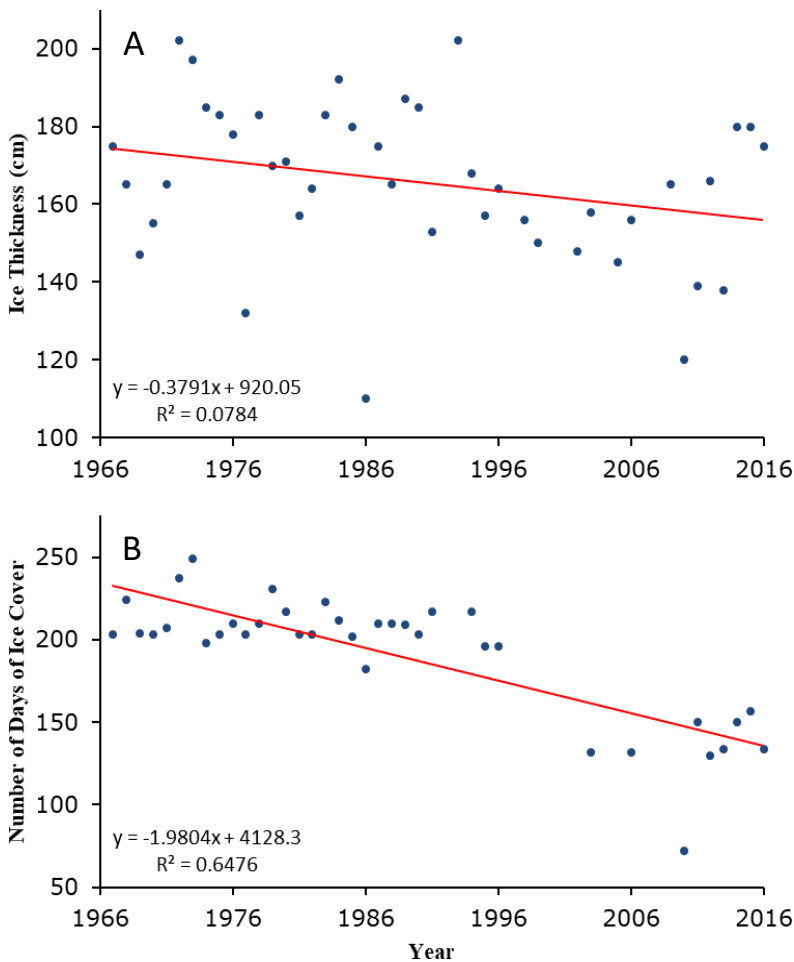 A
200
180
160
140
120
100
Ice Thickness (cm)
y = -0.3791x + 920.05
R² = 0.0784
1966 1976 1986 1996 2006 2016
B
250
200
150
100
50
Number of Days of Ice Cover
y = -1.9804x + 4128.3
R² = 0.6476
1966 1976 1986 1996 2006 2016
Year